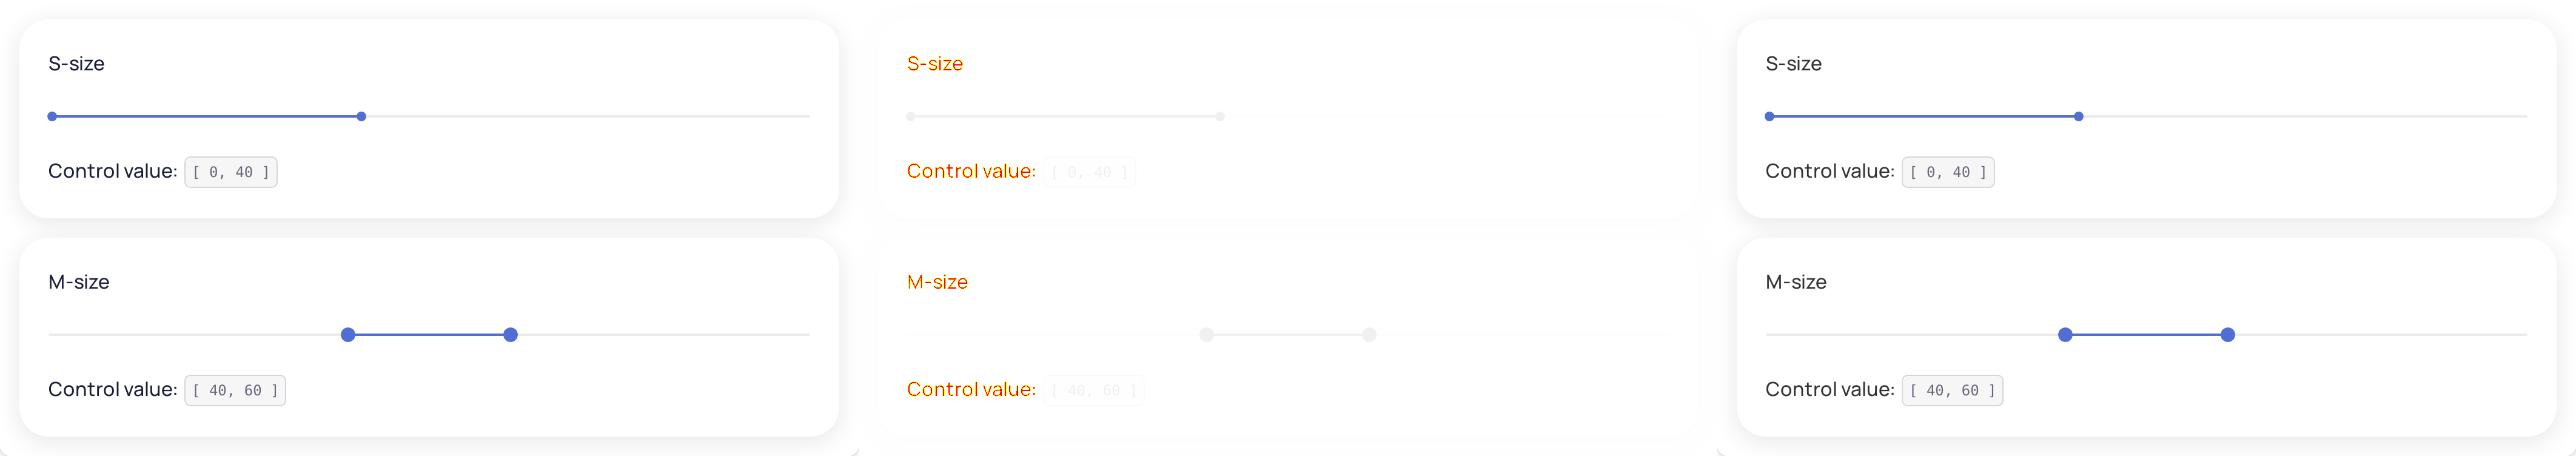 S-size
Control value: [ 0, 40 ]
M-size
Control value: [ 40, 60 ]
S-size
Control value: [ 0, 40 ]
M-size
Control value: [ 40, 60 ]
S-size
Control value: [ 0, 40 ]
M-size
Control value: [ 40, 60 ]